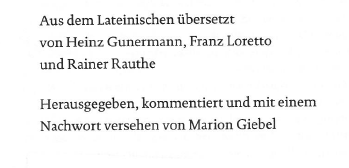 Aus dem Lateinischen übersetzt
von Heinz Gunermann, Franz Loretto
und Rainer Rauthe
Herausgegeben, kommentiert und mit einem
Nachwort versehen von Marion Giebel